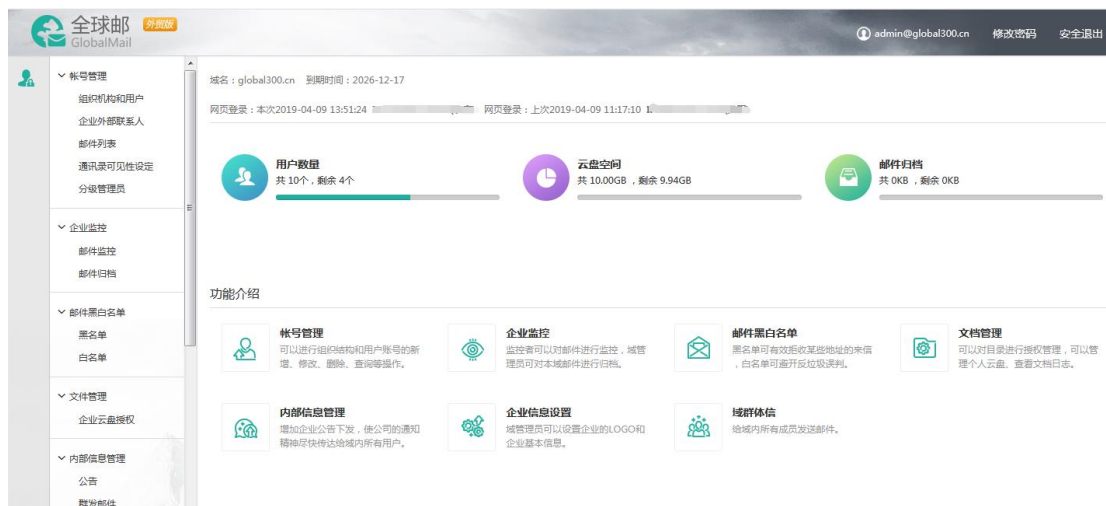 全球邮 外贸版
GlobalMail
admin@global300.cn 修改密码 安全退出
帐号管理
组织机构和用户
企业外部联系人
邮件列表
通讯录可见性设定
分级管理员
企业监控
邮件监控
邮件归档
邮件黑白名单
黑名单
白名单
文件管理
企业云盘授权
内部信息管理
公告
群发邮件
域名：global300.cn 到期时间：2026-12-17
网页登录：本次2019-04-09 13:51:24 网页登录：上次2019-04-09 11:17:10
用户数量
共 10个，剩余 4个
云盘空间
共 10.00GB ，剩余 9.94GB
邮件归档
共 0KB ，剩余 0KB
功能介绍
帐号管理
可以进行组织结构和用户账号的新
增、修改、删除、查询等操作。
企业监控
监控者可以对邮件进行监控，域管
理员可对本域邮件进行归档。
邮件黑白名单
黑名单可有效拒收某些地址的来信
，白名单可避开反垃圾误判。
文档管理
可以对目录进行授权管理，可以管
理个人云盘、查看文档日志。
内部信息管理
增加企业公告下发，使公司的通知
精神尽快传达给域内所有用户。
企业信息设置
域管理员可以设置企业的LOGO和
企业基本信息。
域群体信
给域内所有成员发送邮件。